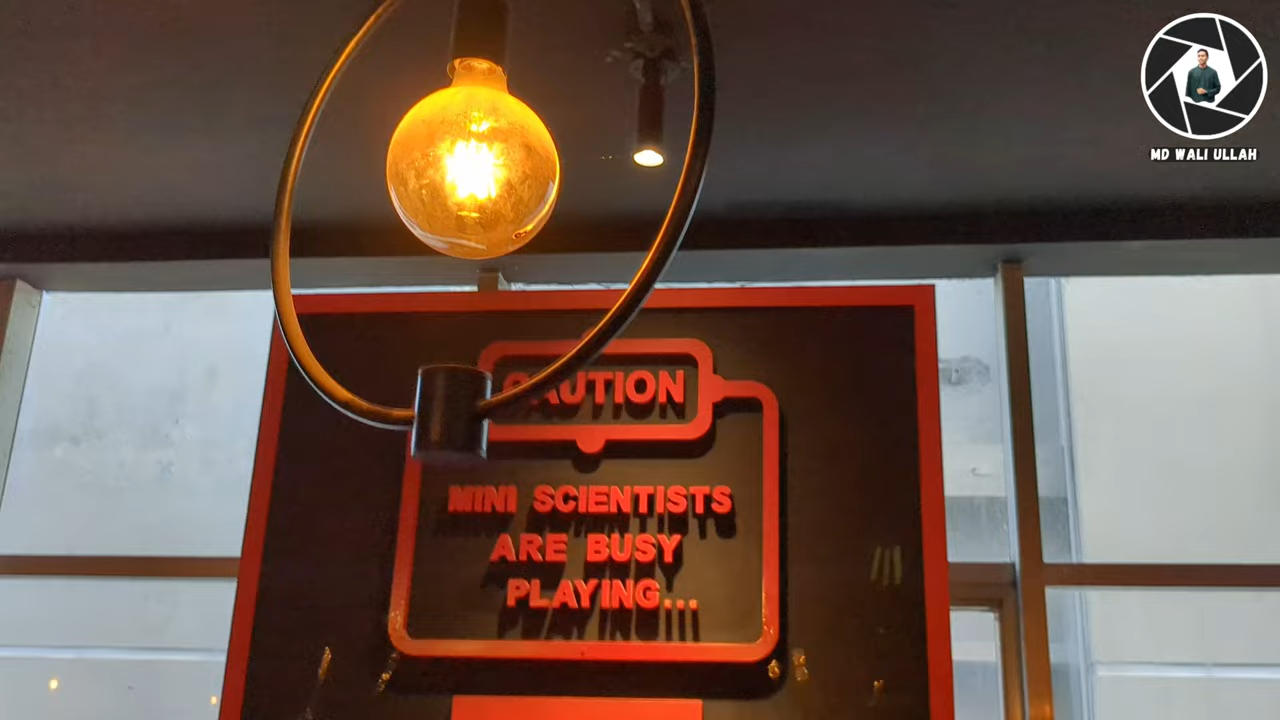 MD WALI ULLAH
CAUTION
MINI SCIENTISTS
ARE BUSY
PLAYING...